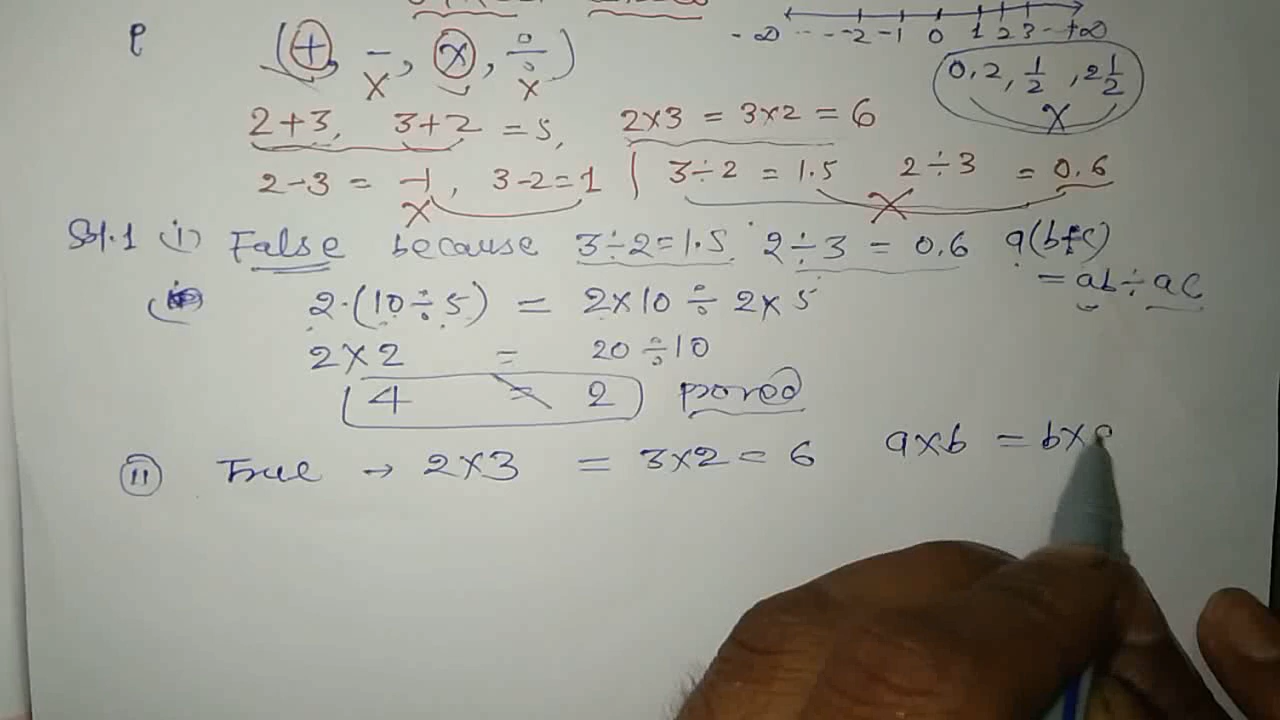 -∞ ---2 -1 0 1 2 3 -+∞
(+, -, ×, ÷)
× ×
0, 2, 1/2, 2 1/2
×
2+3, 3+2 = 5, 2×3 = 3×2 = 6
2-3 = -1, 3-2=1 | 3÷2 = 1.5 2÷3 = 0.6
× ×
Sol.1 (i) False because 3÷2=1.5 2÷3 = 0.6
= ab÷ac
2·(10÷5) = 2×10 ÷ 2×5
2×2 = 20÷10
4 = 2 poroved
(ii) True → 2×3 = 3×2 = 6 a×b = b×